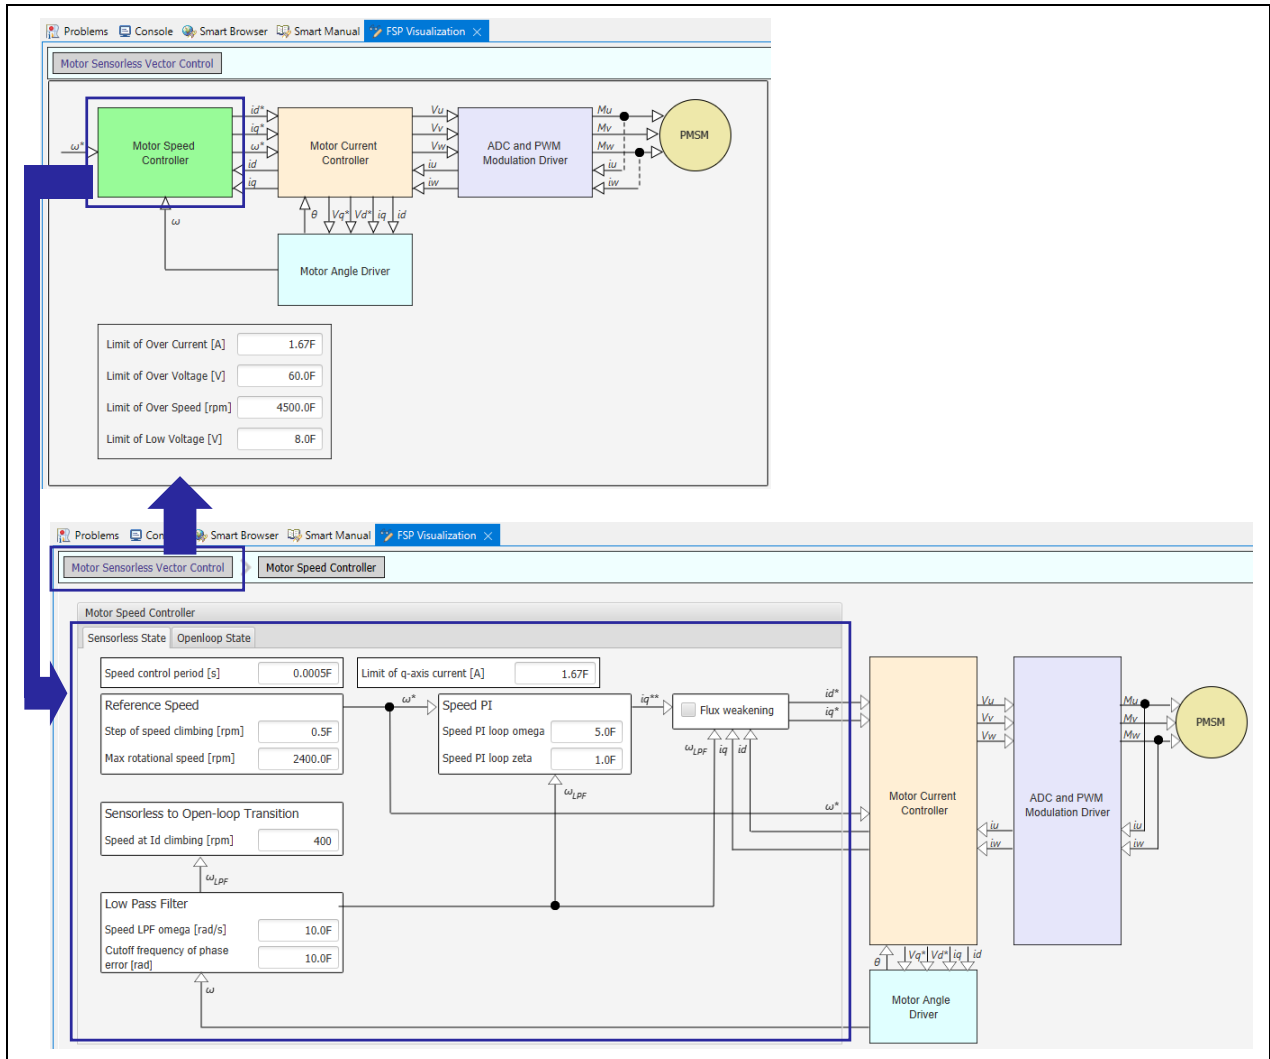 Problems Console Smart Browser Smart Manual FSP Visualization
Motor Sensorless Vector Control
ω*
Motor Speed
Controller
id*
iq*
ω*
id
iq
Motor Current
Controller
Vu
Vv
Vw
iu
iw
ADC and PWM
Modulation Driver
Mu
Mv
Mw
iu
iw
PMSM
ω
θ Vq* Vd* iq id
Motor Angle Driver
Limit of Over Current [A] 1.67F
Limit of Over Voltage [V] 60.0F
Limit of Over Speed [rpm] 4500.0F
Limit of Low Voltage [V] 8.0F
Problems Con Smart Browser Smart Manual FSP Visualization
Motor Sensorless Vector Control Motor Speed Controller
Motor Speed Controller
Sensorless State Openloop State
Speed control period [s] 0.0005F Limit of q-axis current [A] 1.67F
Reference Speed
Step of speed climbing [rpm] 0.5F
Max rotational speed [rpm] 2400.0F
ω*
Speed PI
Speed PI loop omega 5.0F
Speed PI loop zeta 1.0F
iq**
Flux weakening
id*
iq*
ωLPF iq id
ωLPF
ω*
Sensorless to Open-loop Transition
Speed at Id climbing [rpm] 400
ωLPF
Low Pass Filter
Speed LPF omega [rad/s] 10.0F
Cutoff frequency of phase
error [rad] 10.0F
ω
Motor Current
Controller
Vu
Vv
Vw
iu
iw
ADC and PWM
Modulation Driver
Mu
Mv
Mw
iu
iw
PMSM
θ Vq* Vd* iq id
Motor Angle
Driver